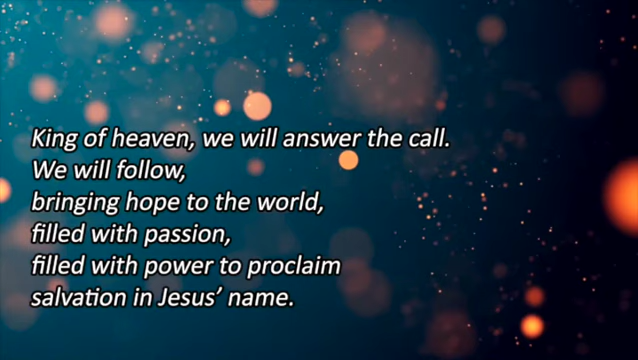 King of heaven, we will answer the call.
We will follow,
bringing hope to the world,
filled with passion,
filled with power to proclaim
salvation in Jesus’ name.